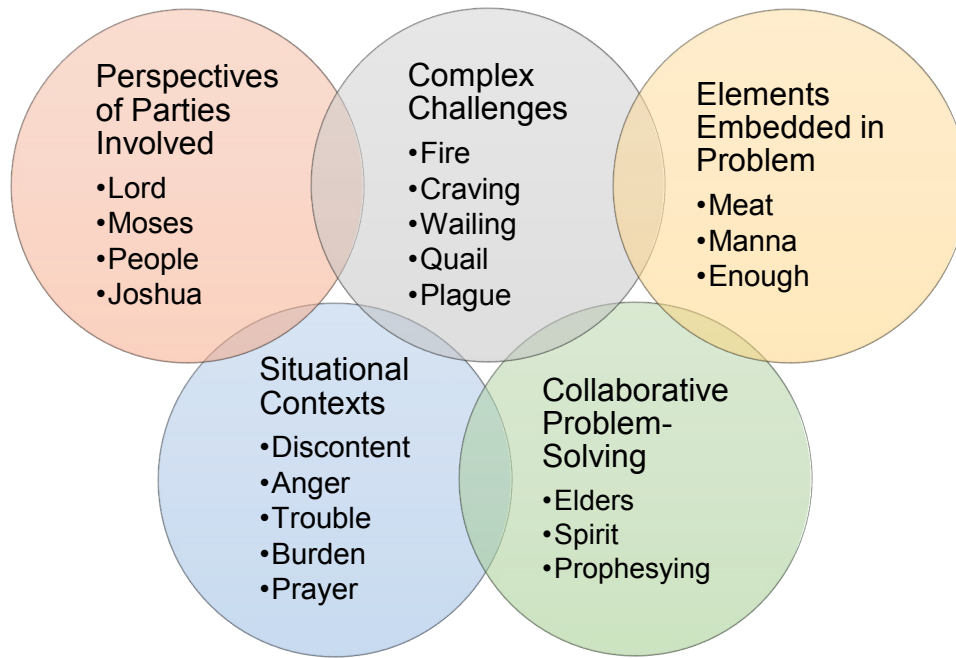 Perspectives
of Parties
Involved
•Lord
•Moses
•People
•Joshua
Complex
Challenges
•Fire
•Craving
•Wailing
•Quail
•Plague
Elements
Embedded in
Problem
•Meat
•Manna
•Enough
Situational
Contexts
•Discontent
•Anger
•Trouble
•Burden
•Prayer
Collaborative
Problem-
Solving
•Elders
•Spirit
•Prophesying